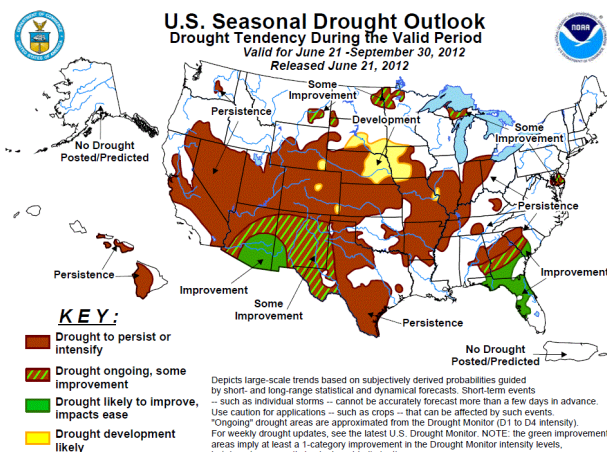 U.S. Seasonal Drought Outlook
Drought Tendency During the Valid Period
Valid for June 21 -September 30, 2012
Released June 21, 2012
NOAA
Some
Improvement
Persistence
Development
No Drought
Posted/Predicted
Some
Improvement
Persistence
Persistence
Improvement
Improvement
Some
Improvement
Persistence
No Drought
Posted/Predicted
KEY:
Drought to persist or
intensify
Drought ongoing, some
improvement
Drought likely to improve,
impacts ease
Drought development
likely
Depicts large-scale trends based on subjectively derived probabilities guided
by short- and long-range statistical and dynamical forecasts. Short-term events
-- such as individual storms -- cannot be accurately forecast more than a few days in advance.
Use caution for applications -- such as crops -- that can be affected by such events.
"Ongoing" drought areas are approximated from the Drought Monitor (D1 to D4 intensity).
For weekly drought updates, see the latest U.S. Drought Monitor. NOTE: the green improvement
areas imply at least a 1-category improvement in the Drought Monitor intensity levels,